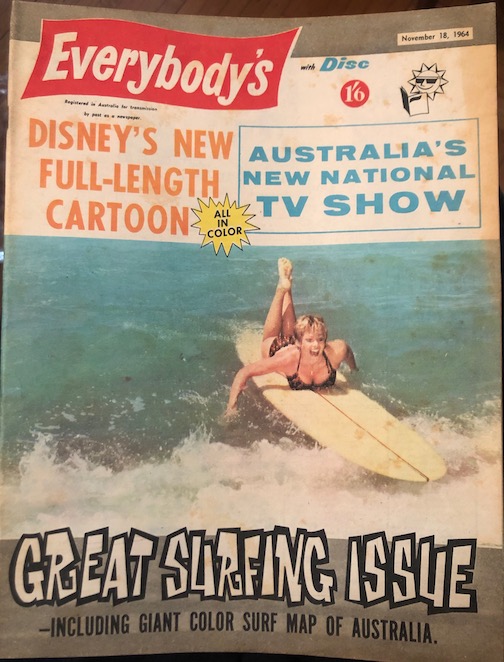 Everybody's
with Disc
November 18, 1964
1'6
Registered in Australia for transmission
by post as a newspaper.
DISNEY'S NEW
FULL-LENGTH
CARTOON
ALL
IN
COLOR
AUSTRALIA'S
NEW NATIONAL
TV SHOW
GREAT SURFING ISSUE
—INCLUDING GIANT COLOR SURF MAP OF AUSTRALIA.